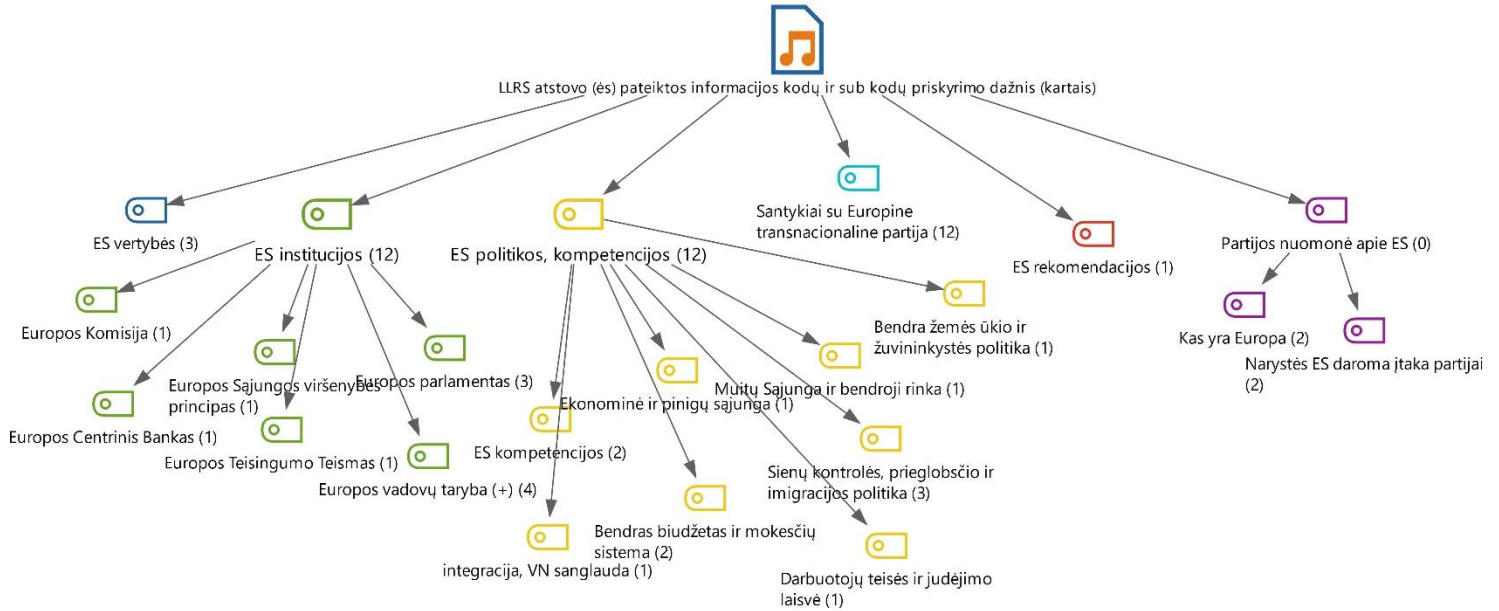 LLRS atstovo (ės) pateiktos informacijos kodų ir sub kodų priskyrimo dažnis (kartais)
ES vertybės (3)
ES institucijos (12)
ES politikos, kompetencijos (12)
Santykiai su Europine
transnacionaline partija (12)
ES rekomendacijos (1)
Partijos nuomonė apie ES (0)
Europos Komisija (1)
Europos Sąjungos viršenybės
principas (1)
Europos parlamentas (3)
Europos Centrinis Bankas (1)
Europos Teisingumo Teismas (1)
Europos vadovų taryba (+) (4)
Bendra žemės ūkio ir
žuvininkystės politika (1)
Muitų Sąjunga ir bendroji rinka (1)
Ekonominė ir pinigų sąjunga (1)
ES kompetencijos (2)
Sienų kontrolės, prieglobsčio ir
imigracijos politika (3)
Bendras biudžetas ir mokesčių
sistema (2)
integracija, VN sanglauda (1)
Darbuotojų teisės ir judėjimo
laisvė (1)
Kas yra Europa (2)
Narystės ES daroma įtaka partijai
(2)